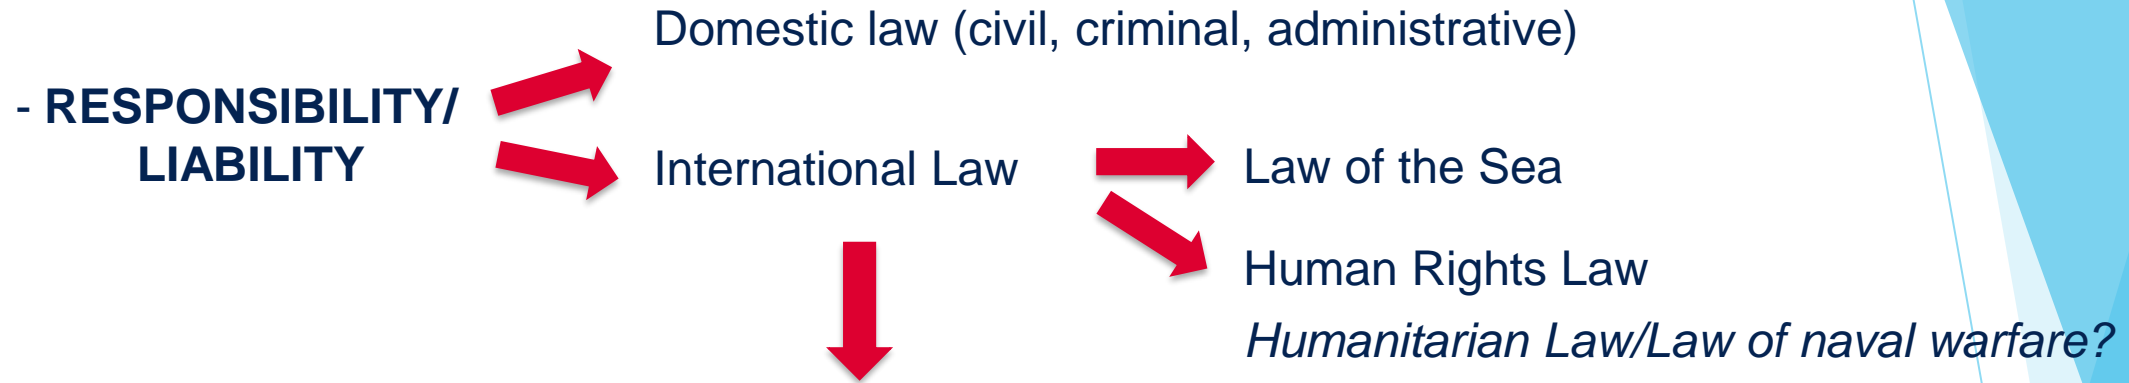 Domestic law (civil, criminal, administrative)
- RESPONSIBILITY/
LIABILITY
International Law
Law of the Sea
Human Rights Law
Humanitarian Law/Law of naval warfare?